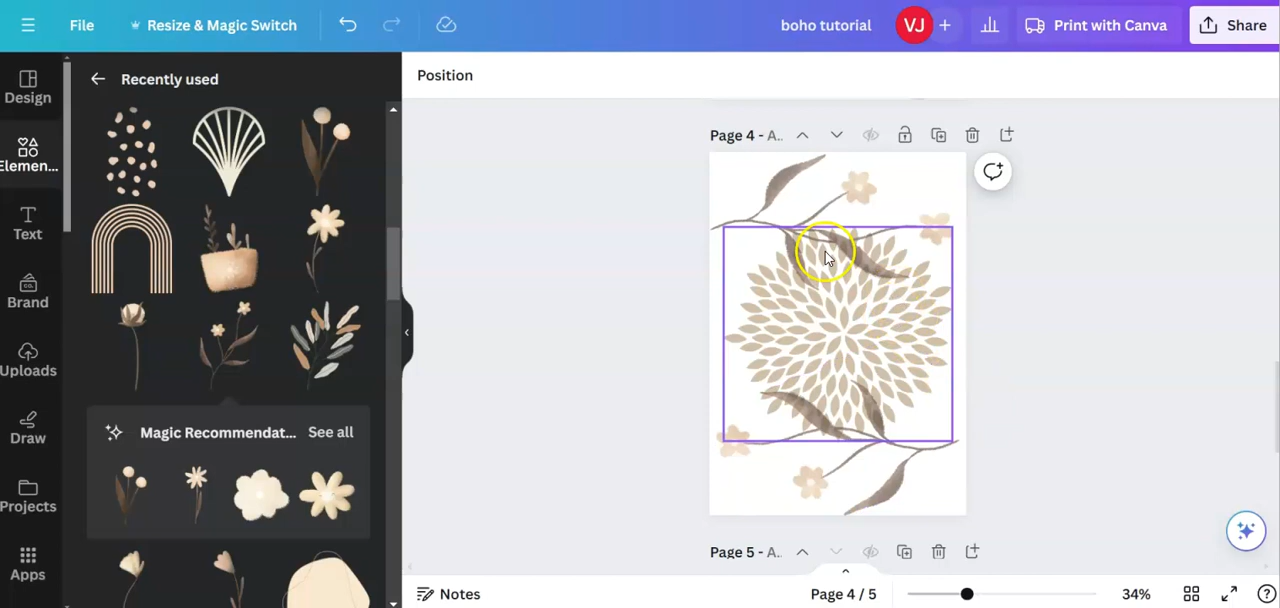 File
Resize & Magic Switch
boho tutorial
VJ
Print with Canva
Share
Design
Elemen...
Text
Brand
Uploads
Draw
Projects
Apps
Recently used
Magic Recommendat...
See all
Position
Page 4 - A..
Page 5 - A..
Notes
Page 4 / 5
34%